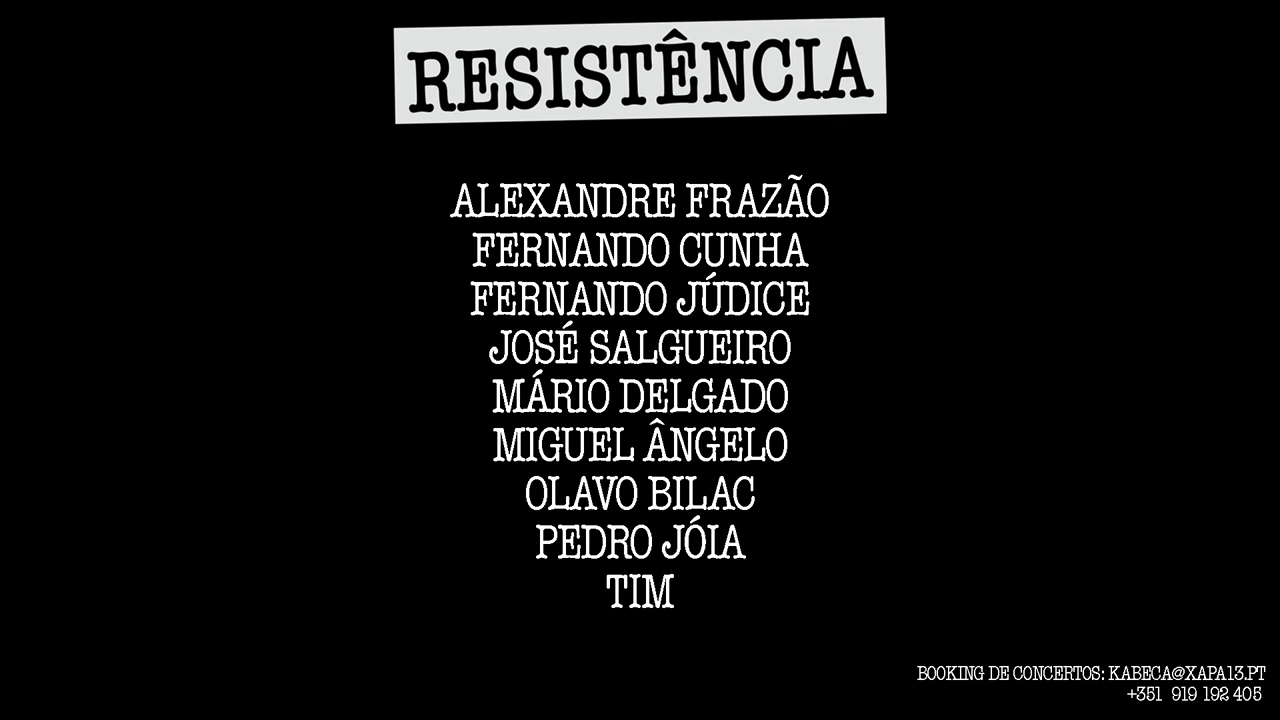 RESISTÊNCIA
ALEXANDRE FRAZÃO
FERNANDO CUNHA
FERNANDO JÚDICE
JOSÉ SALGUEIRO
MÁRIO DELGADO
MIGUEL ÂNGELO
OLAVO BILAC
PEDRO JÓIA
TIM
BOOKING DE CONCERTOS: KABECA@XAPA13.PT
+351 919 192 405